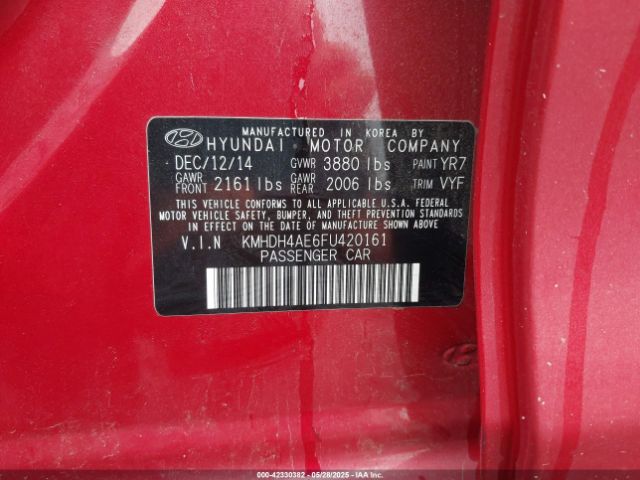 MANUFACTURED IN KOREA BY
HYUNDAI MOTOR COMPANY
DEC/12/14 GVWR 3880 lbs PAINT YR7
GAWR FRONT 2161 lbs GAWR REAR 2006 lbs TRIM VYF
THIS VEHICLE CONFORMS TO ALL APPLICABLE U.S.A. FEDERAL
MOTOR VEHICLE SAFETY, BUMPER, AND THEFT PREVENTION STANDARDS
IN EFFECT ON THE DATE OF MANUFACTURE SHOWN ABOVE.
V.I.N KMHDH4AE6FU420161
PASSENGER CAR
000-42330382 - 05/28/2025 - IAAI.COM